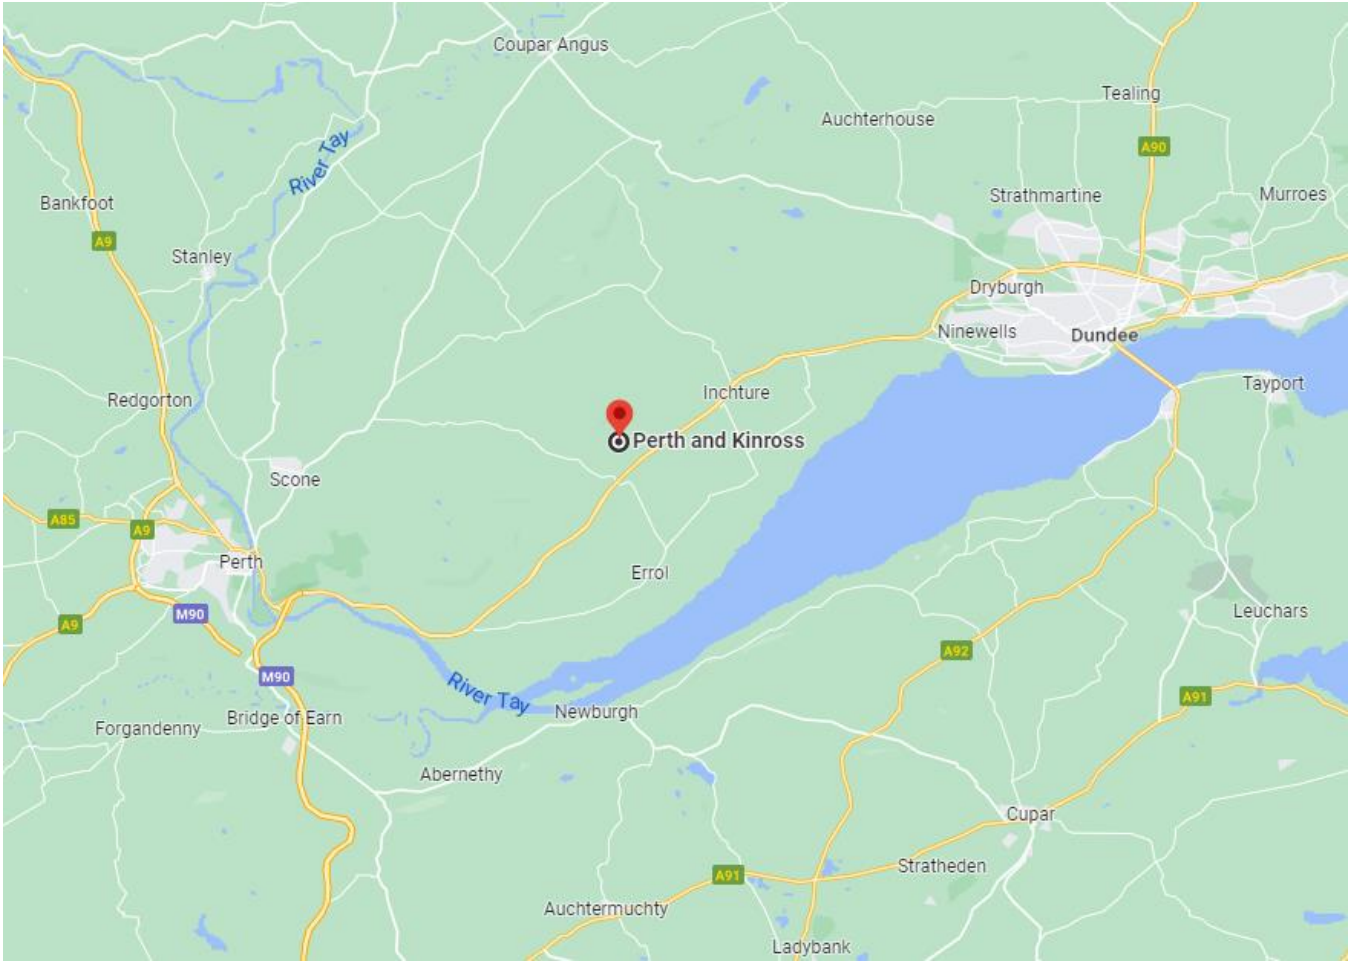 Coupar Angus
Tealing
Auchterhouse
A90
River Tay
Strathmartine
Murroes
Bankfoot
A9
Stanley
Dryburgh
Ninewells
Dundee
Tayport
Inchture
Redgorton
Perth and Kinross
Scone
A85
A9
Perth
Errol
M90
A9
Leuchars
A92
M90
River Tay
A91
Newburgh
Bridge of Earn
Forgandenny
Abernethy
Cupar
Stratheden
A91
Auchtermuchty
Ladybank